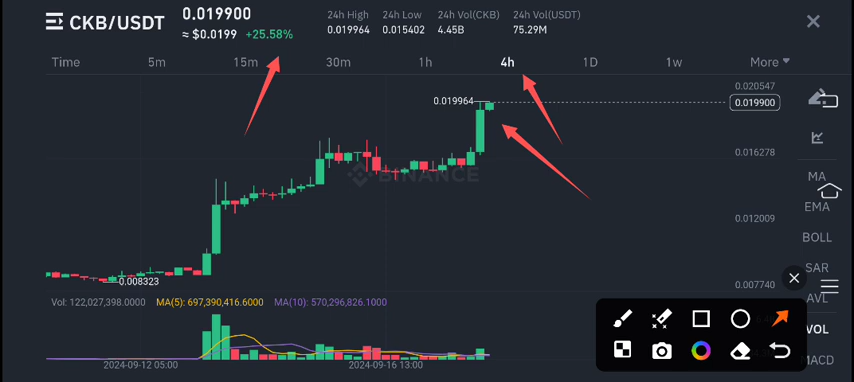 CKB/USDT
0.019900
≈ $0.0199 +25.58%
24h High 24h Low 24h Vol(CKB) 24h Vol(USDT)
0.019964 0.015402 4.45B 75.29M
Time 5m 15m 30m 1h 4h 1D 1w More
0.020547
0.019964
0.019900
0.016278
MA
BINANCE
EMA
0.012009
BOLL
SAR
0.008323
0.007740
AVL
Vol: 122,027,398.0000 MA(5): 697,390,416.6000 MA(10): 570,296,826.1000
VOL
MACD
2024-09-12 05:00 2024-09-16 13:00